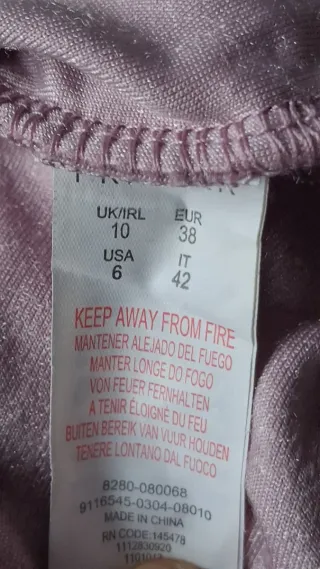 UK/IRL EUR
10 38
USA IT
6 42
KEEP AWAY FROM FIRE
MANTENER ALEJADO DEL FUEGO
MANTER LONGE DO FOGO
VON FEUER FERNHALTEN
A TENIR ÉLOIGNÉ DU FEU
BUITEN BEREIK VAN VUUR HOUDEN
TENERE LONTANO DAL FUOCO
8280-080068
9116545-0304-08010
MADE IN CHINA
RN CODE:145478
1112830920